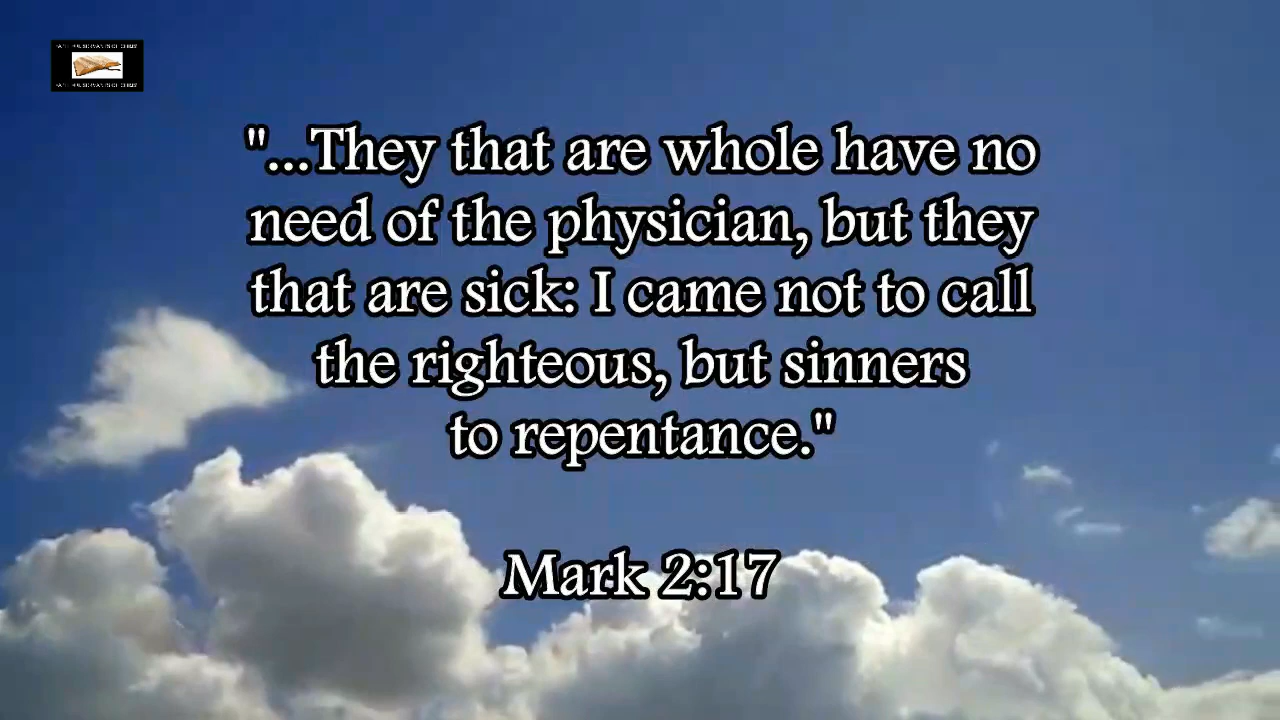 "...They that are whole have no
need of the physician, but they
that are sick: I came not to call
the righteous, but sinners
to repentance."
Mark 2:17